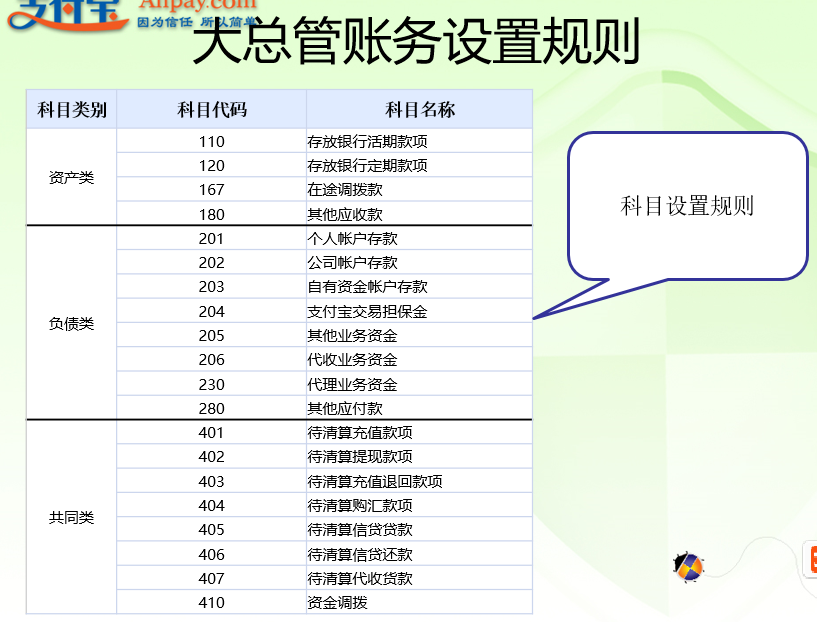 支付宝
Alipay.com
因为信任 所以简单
大总管账务设置规则
科目类别 科目代码 科目名称
资产类
110 存放银行活期款项
120 存放银行定期款项
167 在途调拨款
180 其他应收款
负债类
201 个人帐户存款
202 公司帐户存款
203 自有资金帐户存款
204 支付宝交易担保金
205 其他业务资金
206 代收业务资金
230 代理业务资金
280 其他应付款
共同类
401 待清算充值款项
402 待清算提现款项
403 待清算充值退回款项
404 待清算购汇款项
405 待清算信贷贷款
406 待清算信贷还款
407 待清算代收货款
410 资金调拨
科目设置规则